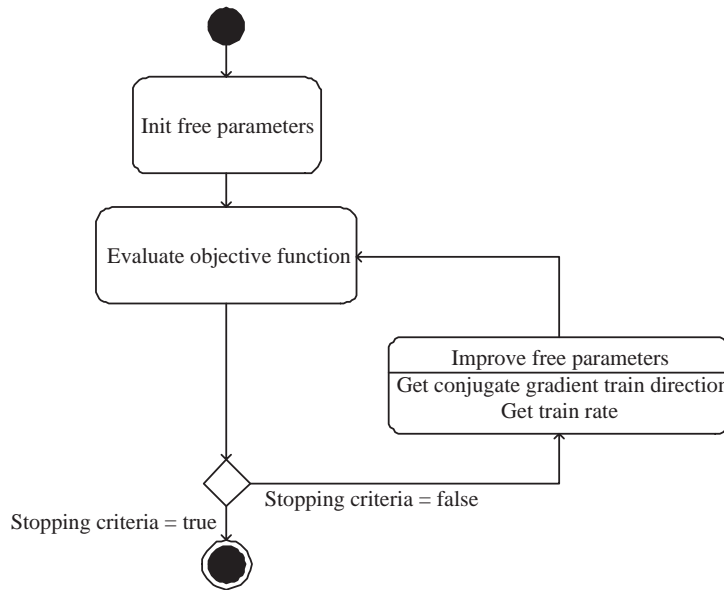 Init free parameters
Evaluate objective function
Improve free parameters
Get conjugate gradient train direction
Get train rate
Stopping criteria = false
Stopping criteria = true